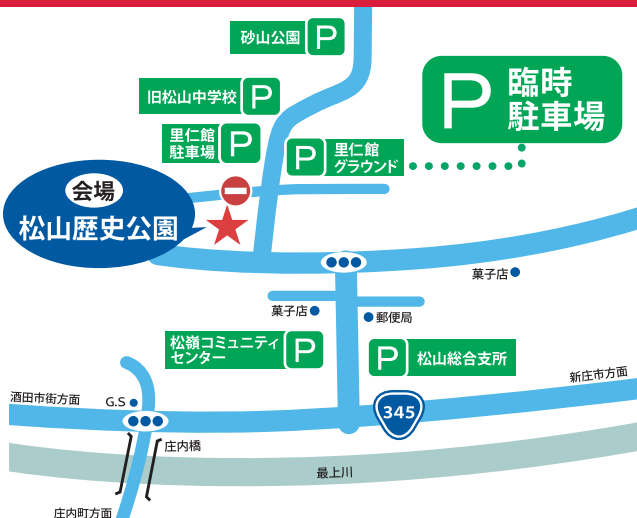 砂山公園
P
旧松山中学校
P
P
臨時
駐車場
里仁館
駐車場
P
P
里仁館
グラウンド
会場
松山歴史公園
菓子店
菓子店
郵便局
松嶺コミュニティ
センター
P
P
松山総合支所
新庄市方面
酒田市街方面
G.S
345
庄内橋
最上川
庄内町方面